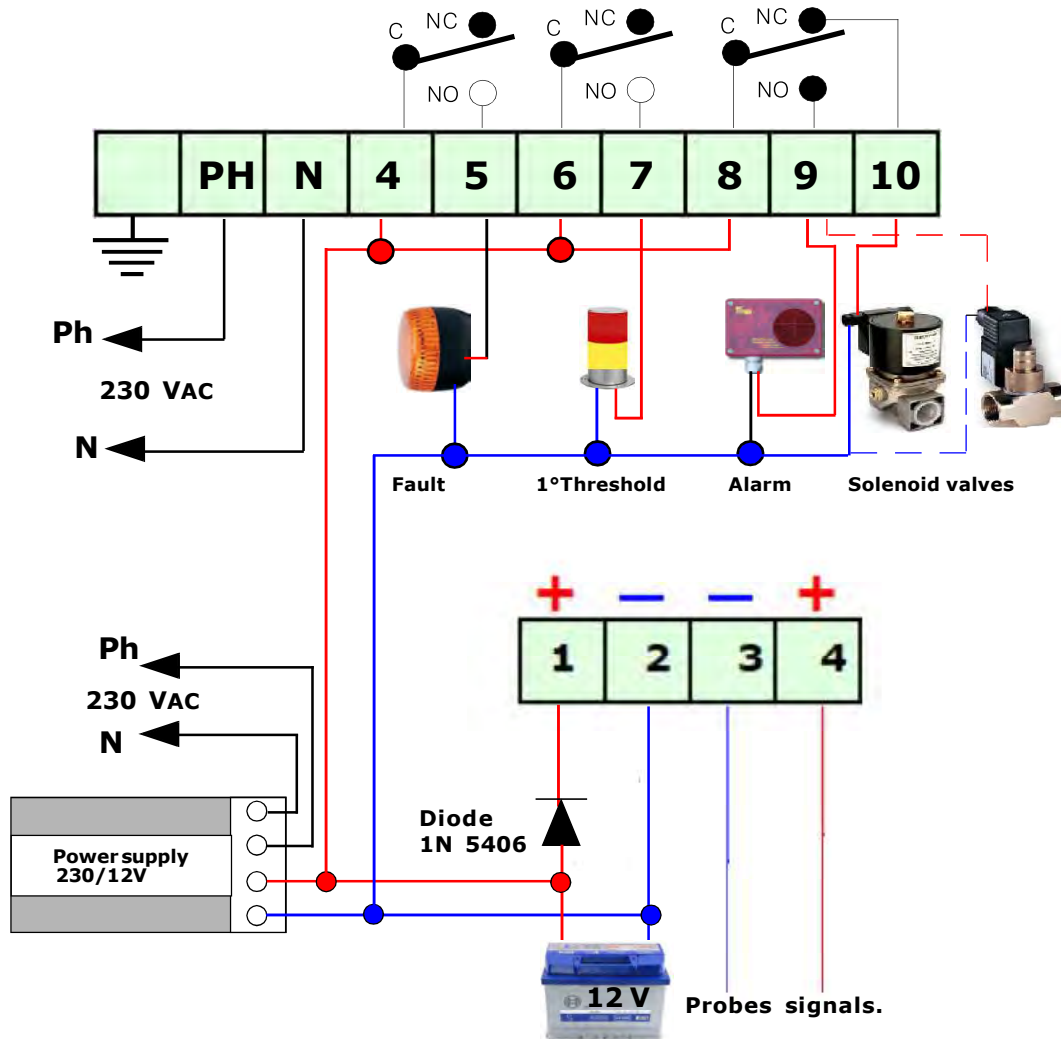 NC NC NC
C C C
NO NO NO
PH N 4 5 6 7 8 9 10
Ph
230 VAC
N
Fault 1°Threshold Alarm Solenoid valves
+ — — +
1 2 3 4
Ph
230 VAC
N
Diode
1N 5406
Power supply
230/12V
12 V
Probes signals.